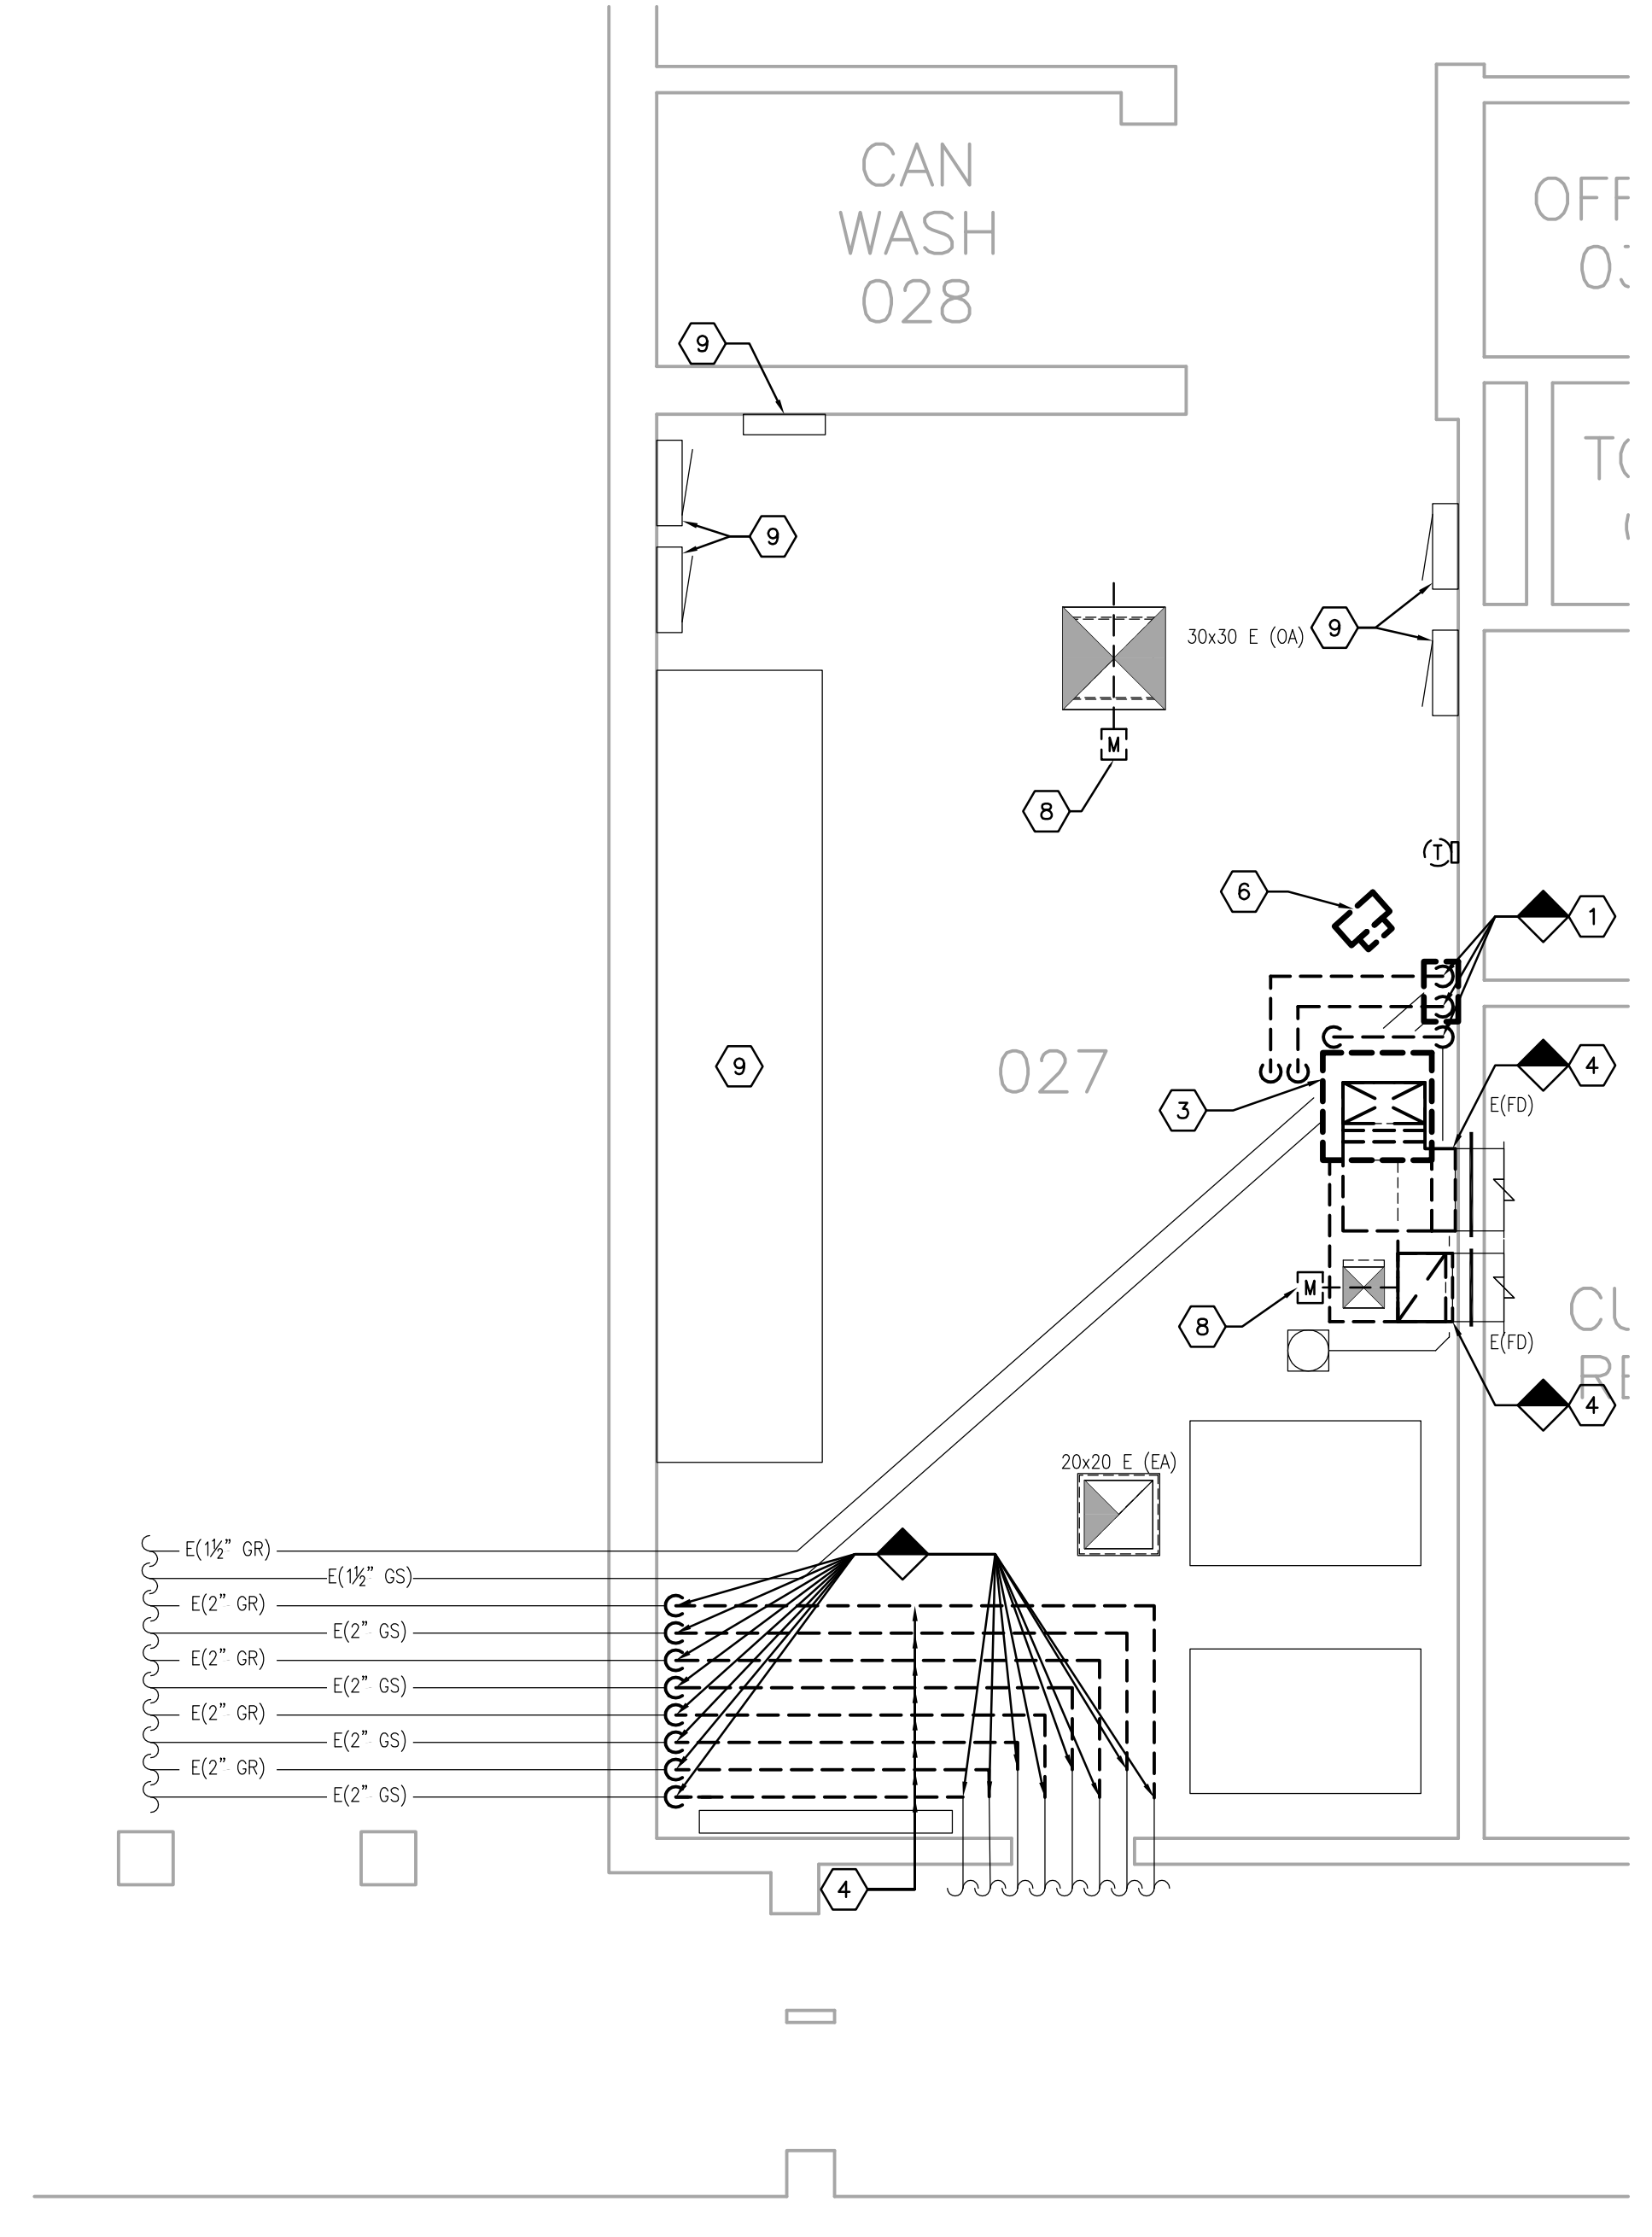 CAN
WASH
028
OFF
9
9
30x30 E (OA)
9
M
8
T
6
1
027
9
3
4
E(FD)
M
8
E(FD)
CU
RE
4
20x20 E (EA)
E(1½" GR)
E(1½" GS)
E(2" GR)
E(2" GS)
E(2" GR)
E(2" GS)
E(2" GR)
E(2" GS)
E(2" GR)
E(2" GS)
4